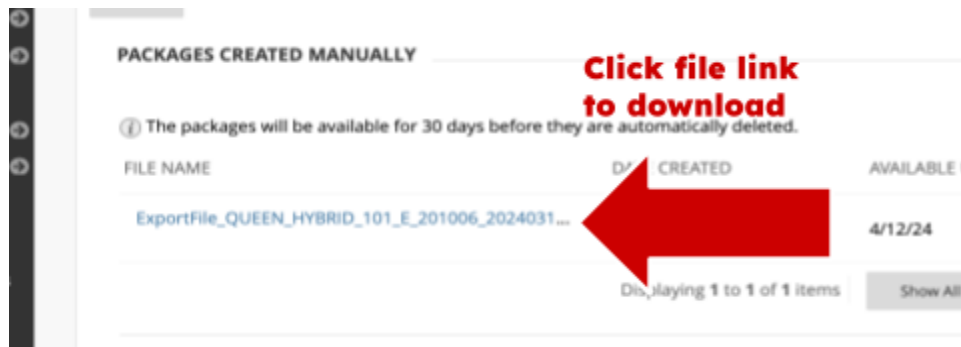 PACKAGES CREATED MANUALLY
Click file link
to download
The packages will be available for 30 days before they are automatically deleted.
FILE NAME CREATED AVAILABLE
ExportFile_QUEEN_HYBRID_101_E_201006_2024031... 4/12/24
Displaying 1 to 1 of 1 items Show All